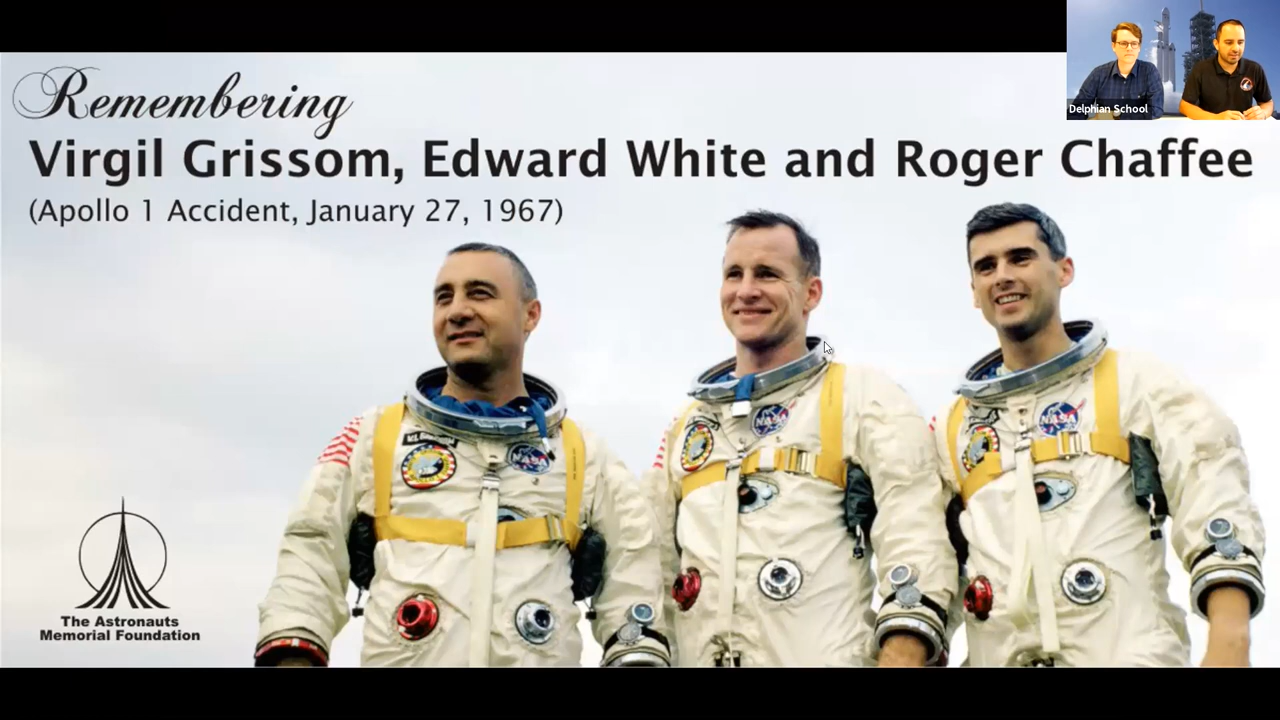 Remembering
Virgil Grissom, Edward White and Roger Chaffee
(Apollo 1 Accident, January 27, 1967)
Delphian School
NASA
NASA
NASA
The Astronauts
Memorial Foundation